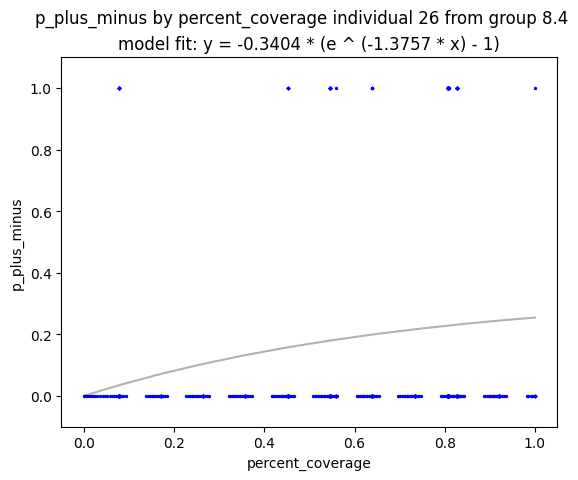 p_plus_minus by percent_coverage individual 26 from group 8.4
model fit: y = -0.3404 * (e ^ (-1.3757 * x) - 1)
1.0
0.8
0.6
0.4
0.2
0.0
p_plus_minus
0.0 0.2 0.4 0.6 0.8 1.0
percent_coverage